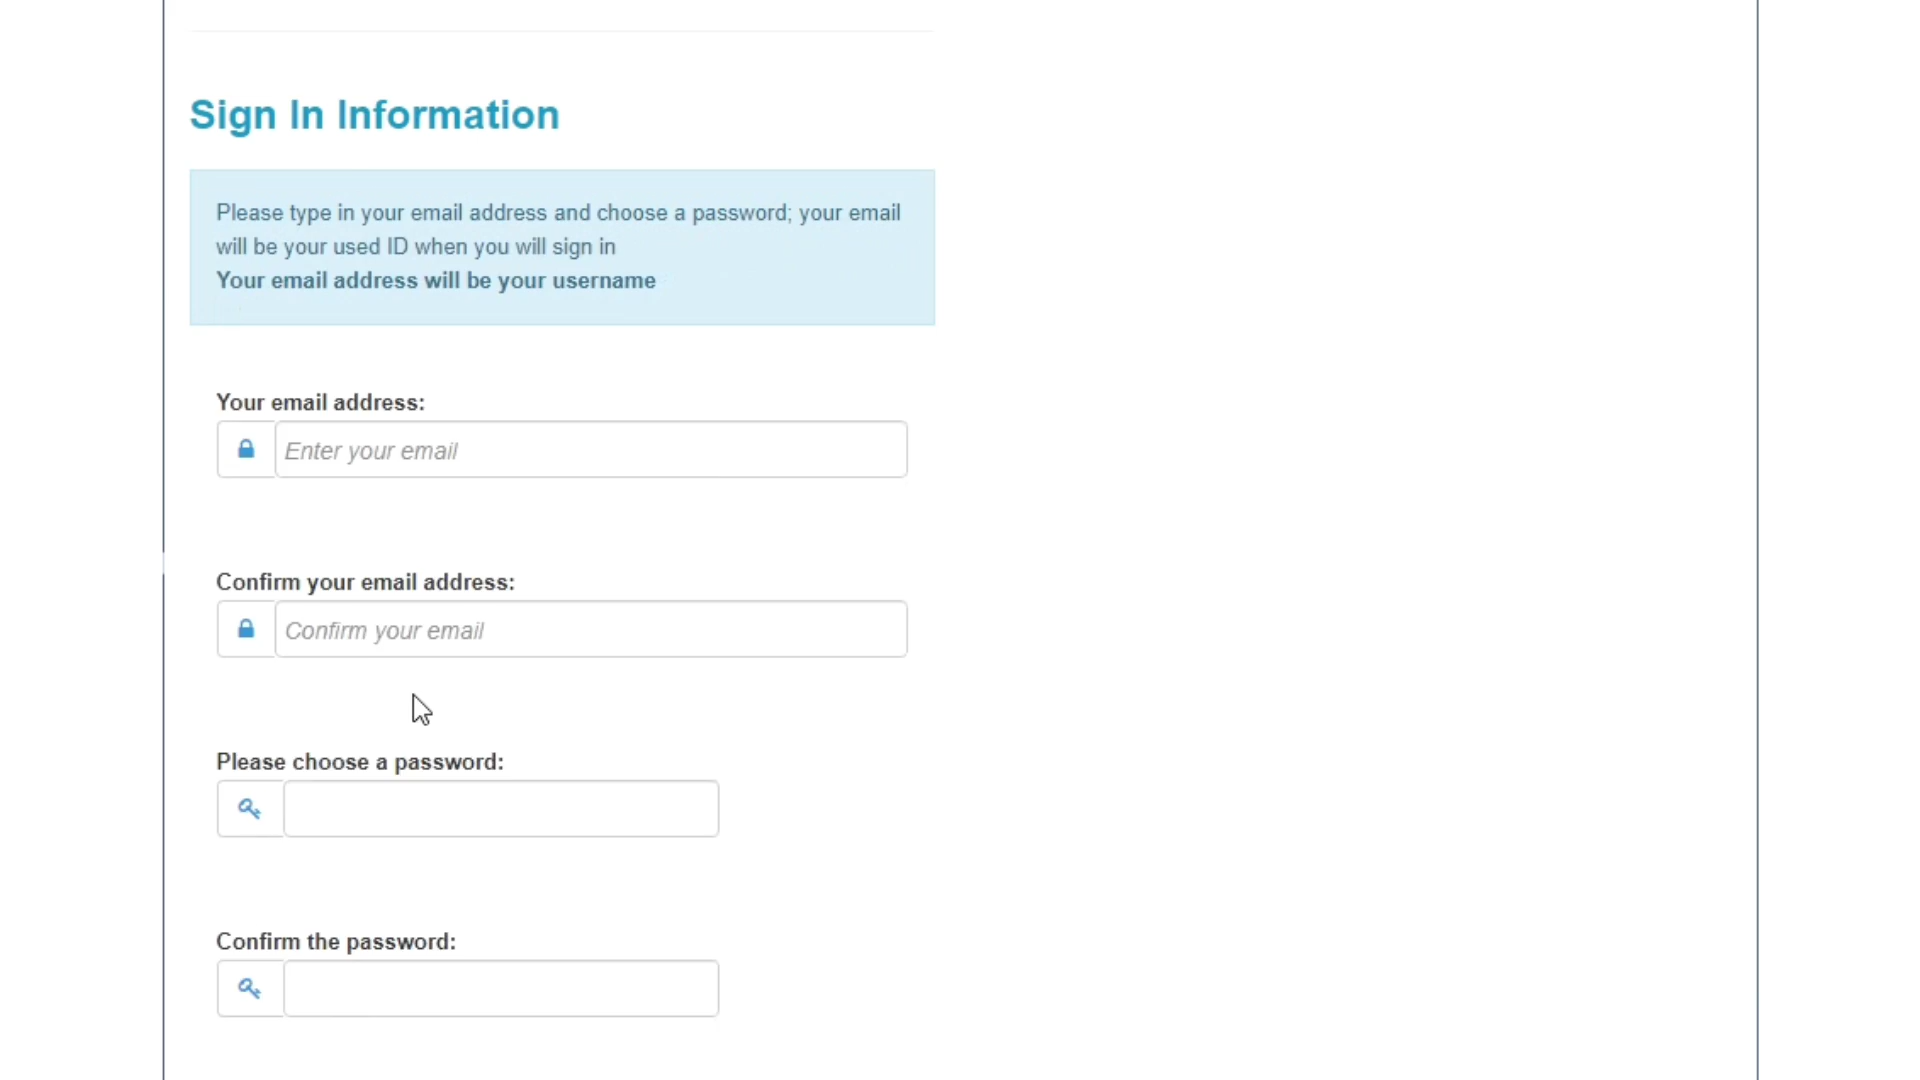 Sign In Information
Please type in your email address and choose a password; your email
will be your used ID when you will sign in
Your email address will be your username
Your email address:
Enter your email
Confirm your email address:
Confirm your email
Please choose a password:
Confirm the password: